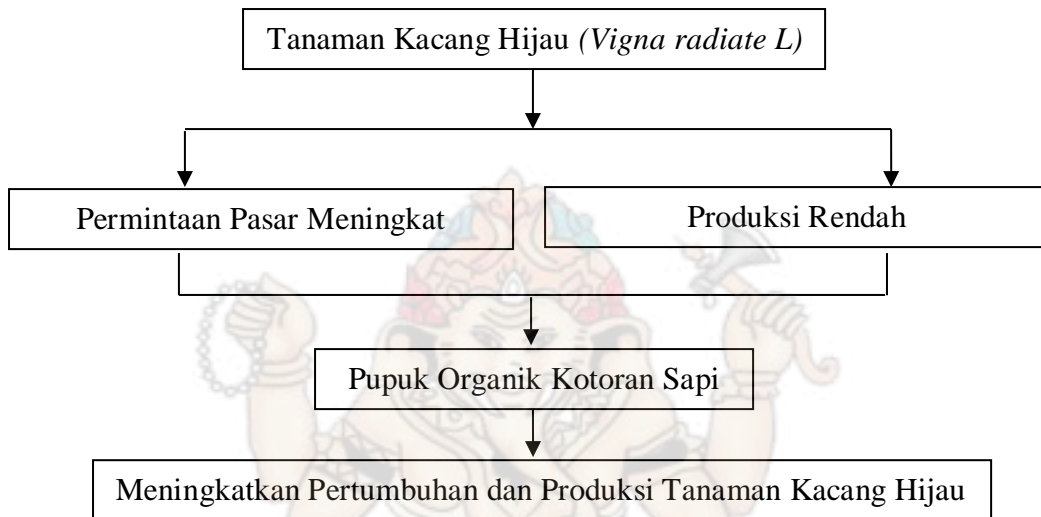 Tanaman Kacang Hijau (Vigna radiate L)
Permintaan Pasar Meningkat
Produksi Rendah
Pupuk Organik Kotoran Sapi
Meningkatkan Pertumbuhan dan Produksi Tanaman Kacang Hijau